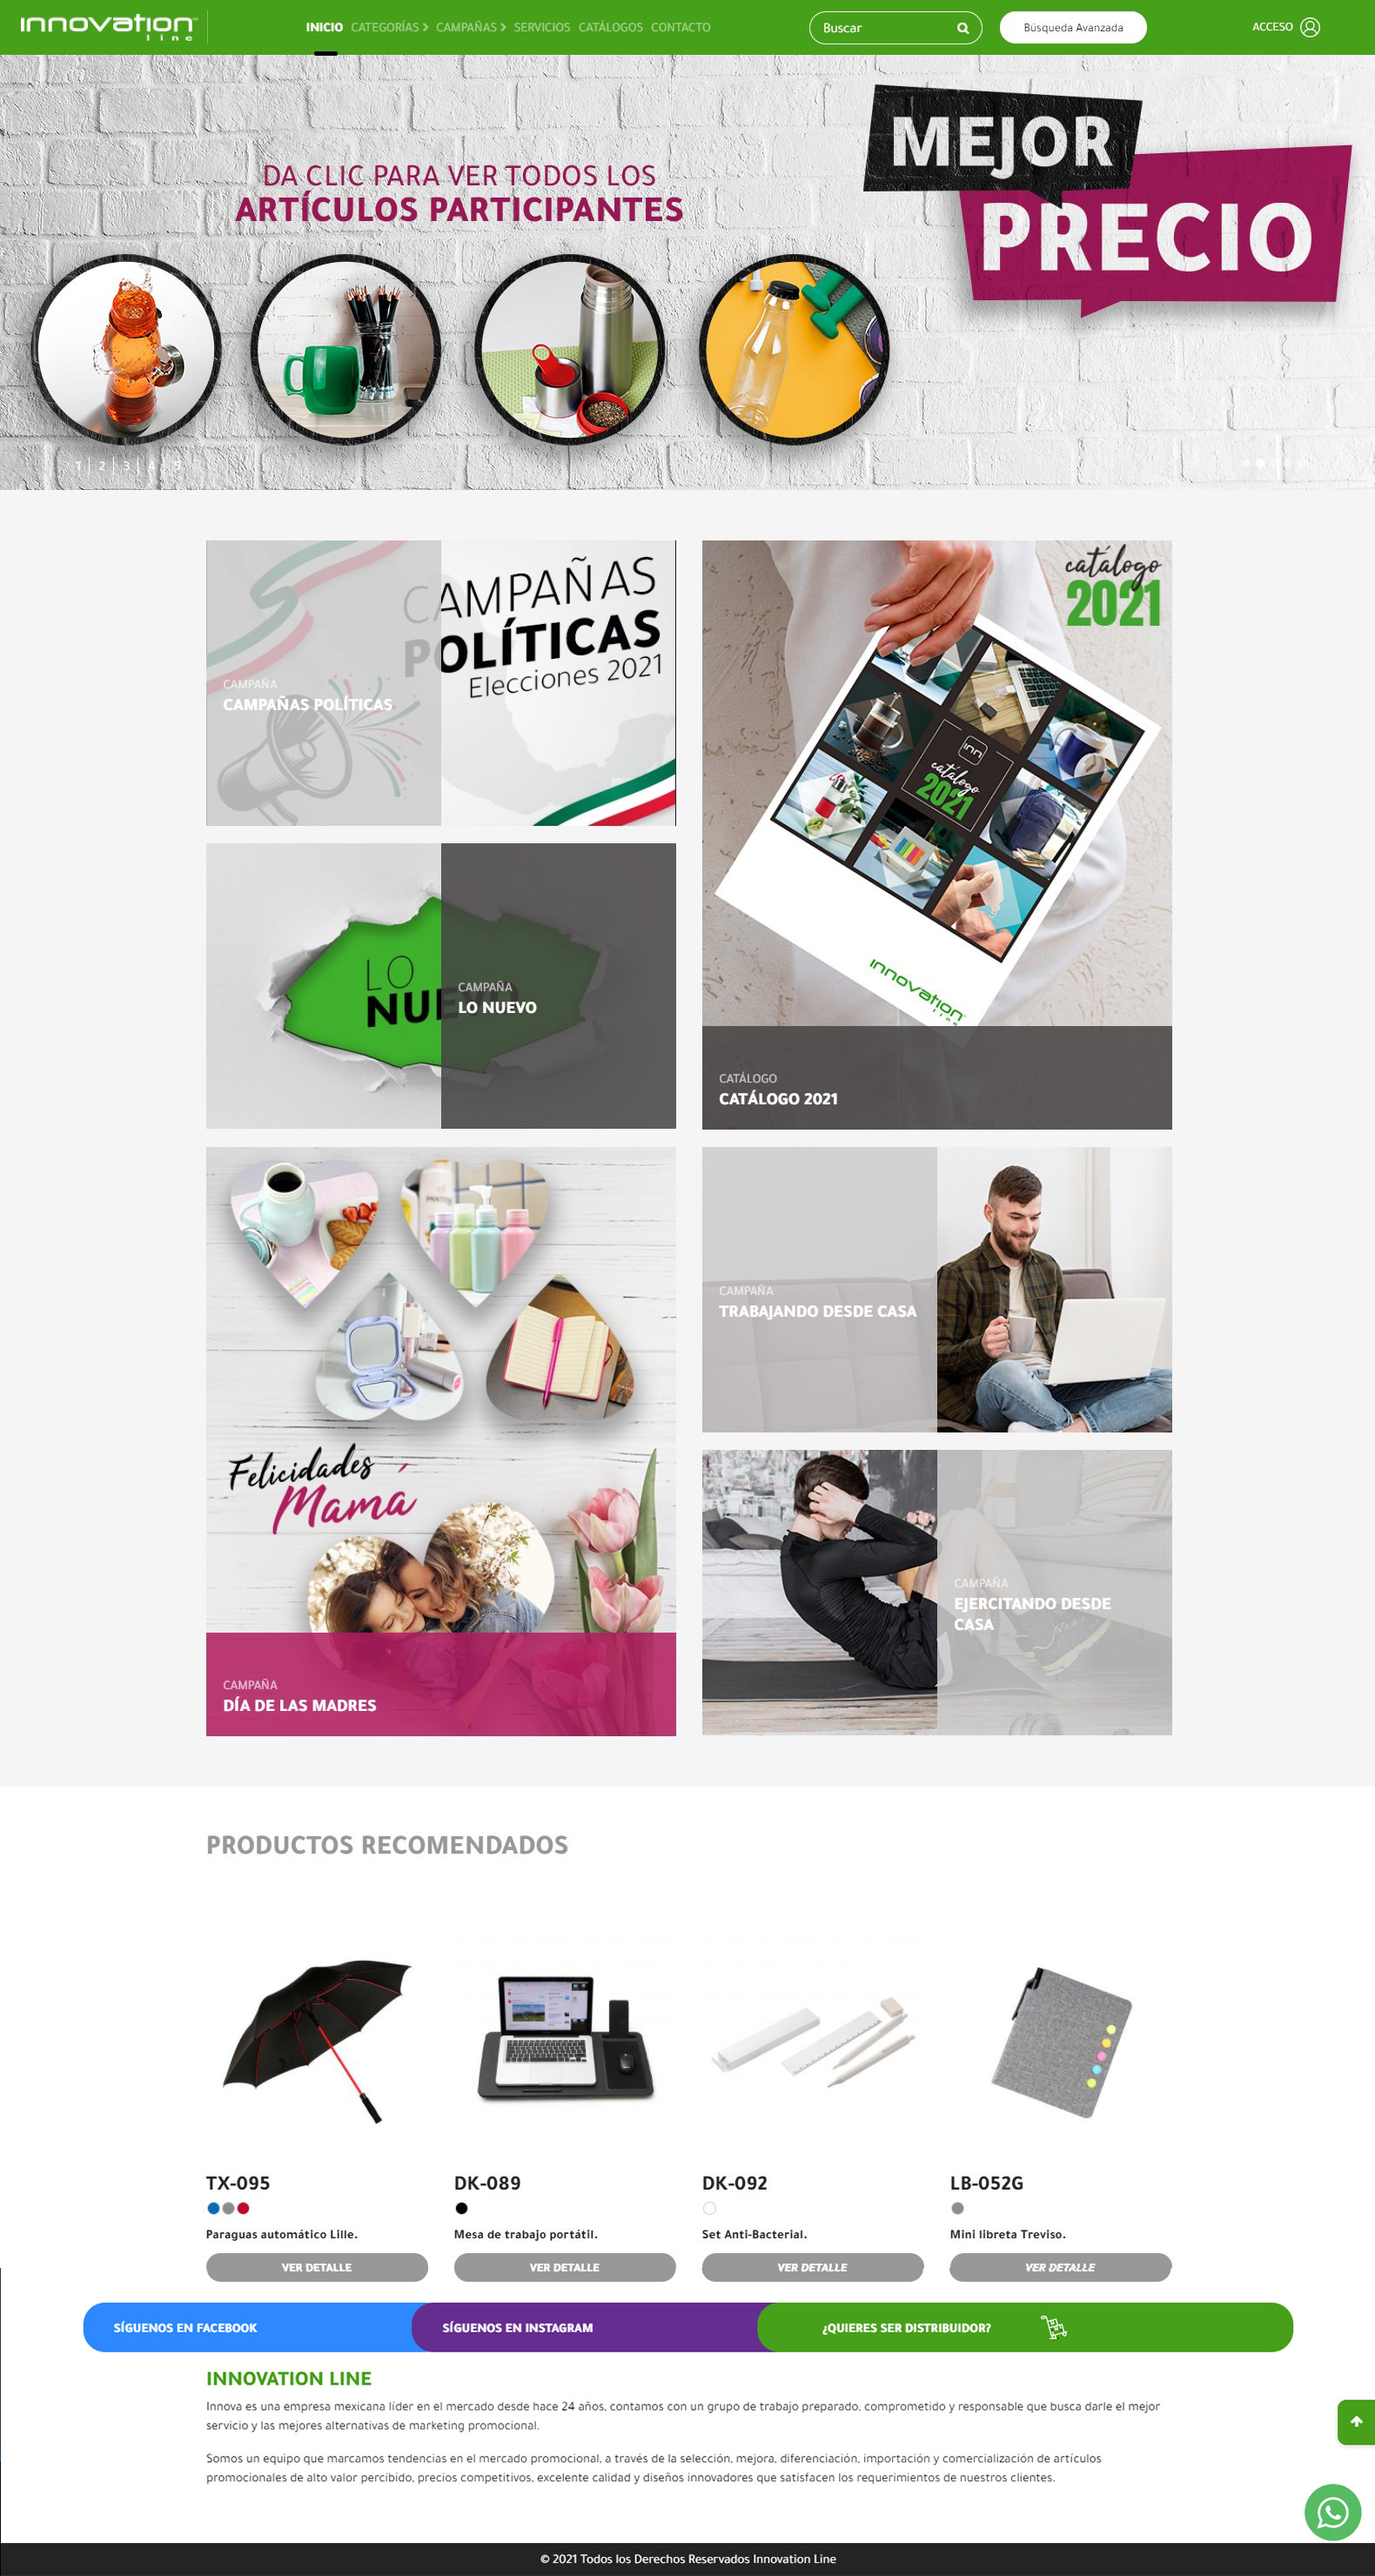 innovation
line
INICIO CATEGORÍAS CAMPAÑAS SERVICIOS CATÁLOGOS CONTACTO
Buscar
Búsqueda Avanzada
ACCESO
MEJOR
PRECIO
DA CLIC PARA VER TODOS LOS
ARTÍCULOS PARTICIPANTES
1 2 3 4 5
CAMPAÑAS
POLÍTICAS
Elecciones 2021
CAMPAÑA
CAMPAÑAS POLÍTICAS
catálogo
2021
inn
catálogo
2021
innovation
line
LO
NUEVO
CAMPAÑA
LO NUEVO
CATÁLOGO
CATÁLOGO 2021
Felicidades
Mamá
CAMPAÑA
DÍA DE LAS MADRES
CAMPAÑA
TRABAJANDO DESDE CASA
CAMPAÑA
EJERCITANDO DESDE
CASA
PRODUCTOS RECOMENDADOS
TX-095
Paraguas automático Lille.
VER DETALLE
DK-089
Mesa de trabajo portátil.
VER DETALLE
DK-092
Set Anti-Bacterial.
VER DETALLE
LB-052G
Mini libreta Treviso.
VER DETALLE
SÍGUENOS EN FACEBOOK
SÍGUENOS EN INSTAGRAM
¿QUIERES SER DISTRIBUIDOR?
INNOVATION LINE
Innova es una empresa mexicana líder en el mercado desde hace 24 años, contamos con un grupo de trabajo preparado, comprometido y responsable que busca darle el mejor
servicio y las mejores alternativas de marketing promocional.
Somos un equipo que marcamos tendencias en el mercado promocional, a través de la selección, mejora, diferenciación, importación y comercialización de artículos
promocionales de alto valor percibido, precios competitivos, excelente calidad y diseños innovadores que satisfacen los requerimientos de nuestros clientes.
© 2021 Todos los Derechos Reservados Innovation Line